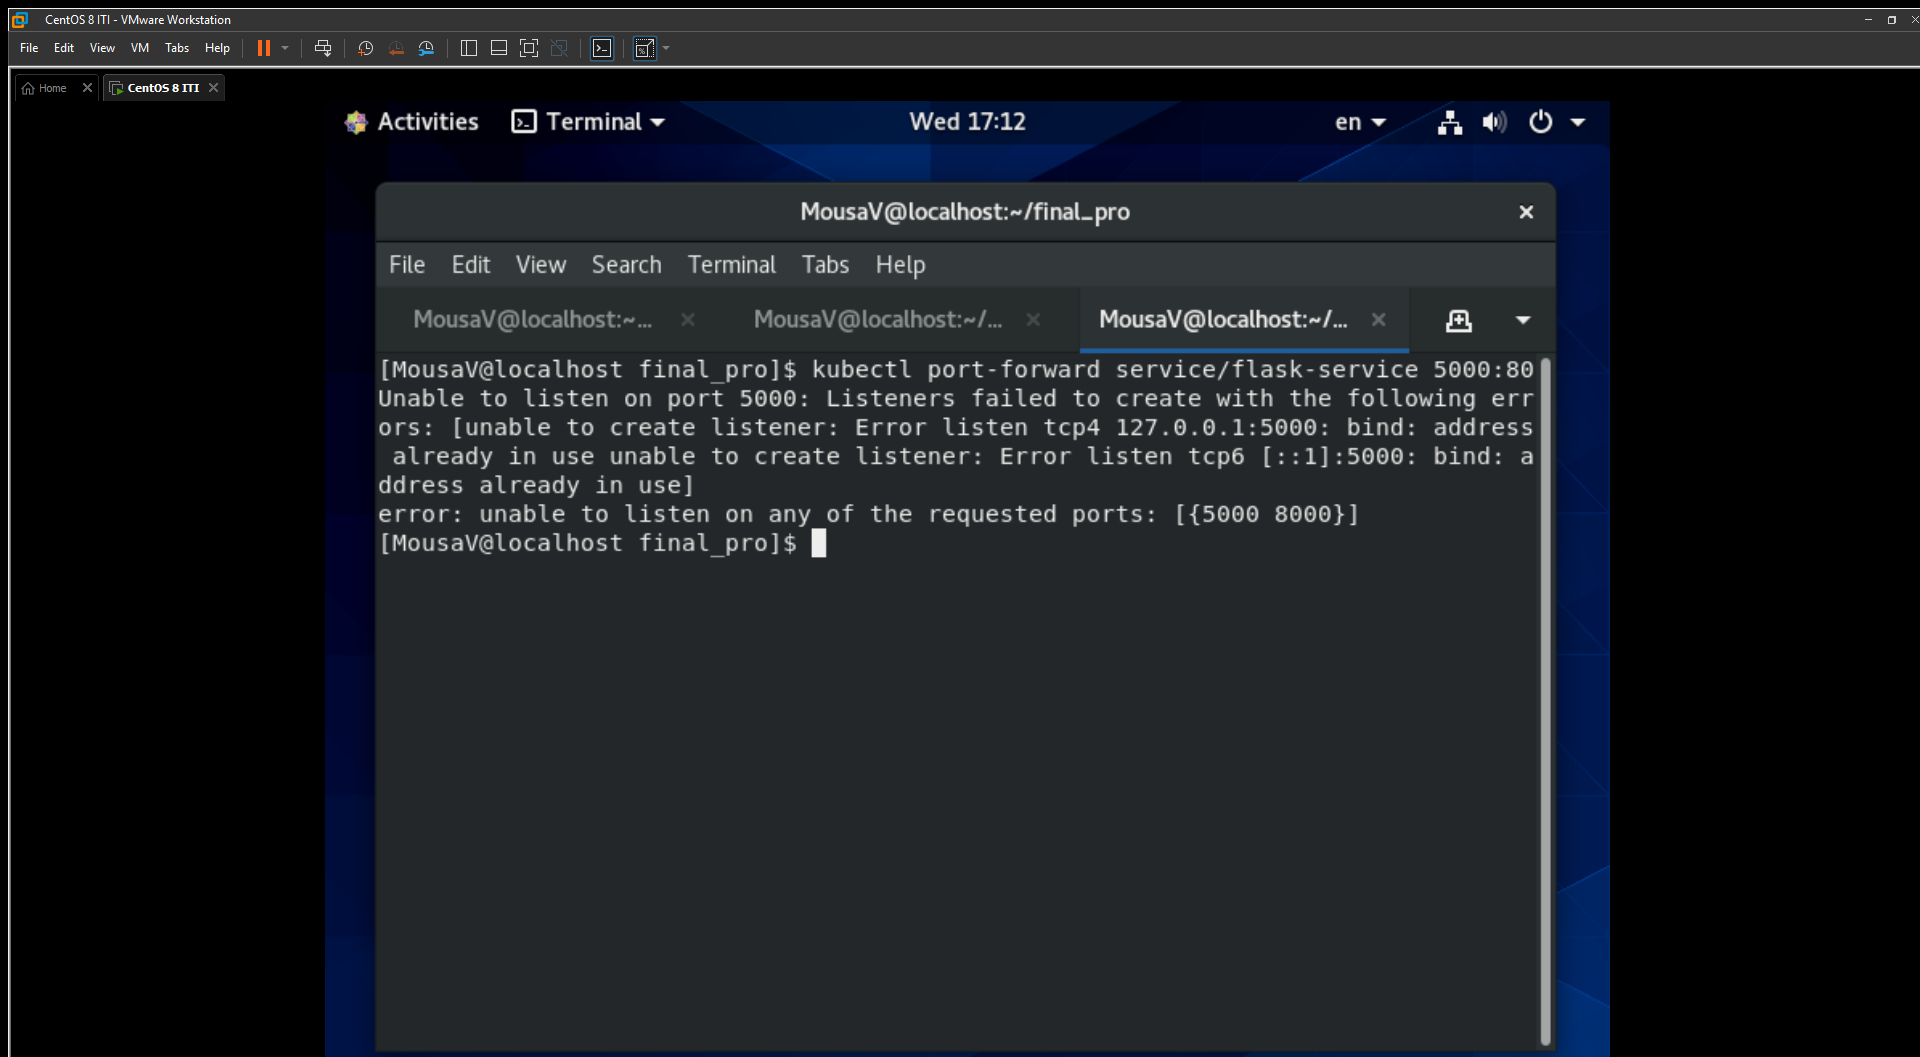 CentOS 8 ITI - VMware Workstation
File Edit View VM Tabs Help
Home CentOS 8 ITI
Activities Terminal Wed 17:12 en
MousaV@localhost:~/final_pro
File Edit View Search Terminal Tabs Help
MousaV@localhost:~... MousaV@localhost:~/... MousaV@localhost:~/...
[MousaV@localhost final_pro]$ kubectl port-forward service/flask-service 5000:80
Unable to listen on port 5000: Listeners failed to create with the following err
ors: [unable to create listener: Error listen tcp4 127.0.0.1:5000: bind: address
 already in use unable to create listener: Error listen tcp6 [::1]:5000: bind: a
ddress already in use]
error: unable to listen on any of the requested ports: [{5000 8000}]
[MousaV@localhost final_pro]$